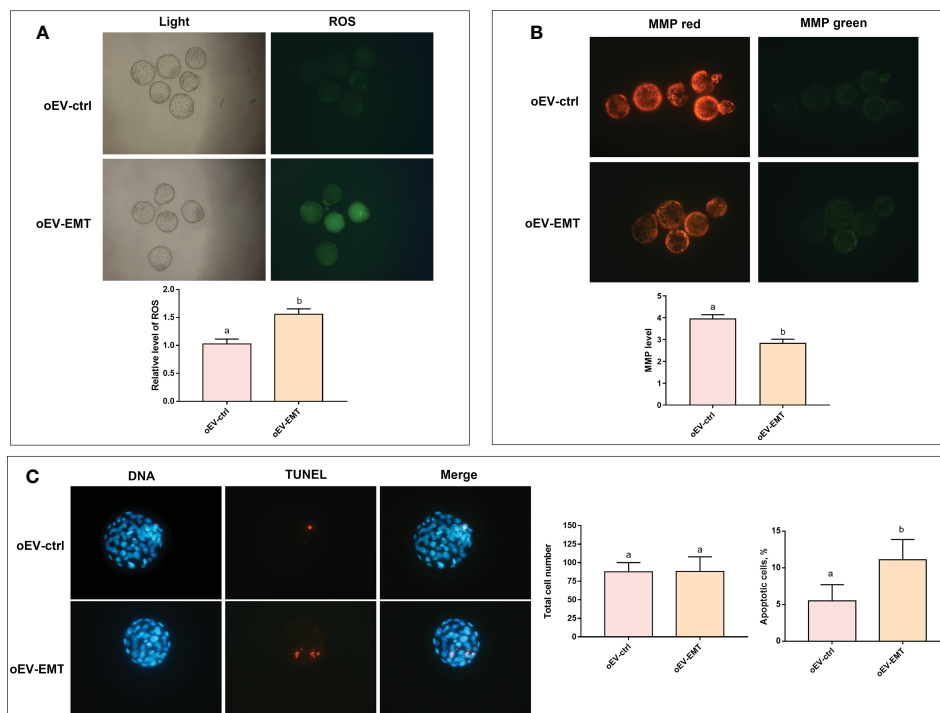 A
Light
ROS
oEV-ctrl
oEV-EMT
Relative level of ROS
2.0
1.5
1.0
0.5
0.0
a
b
oEV-ctrl
oEV-EMT
B
MMP red
MMP green
oEV-ctrl
oEV-EMT
MMP level
5
4
3
2
1
0
a
b
oEV-ctrl
oEV-EMT
C
DNA
TUNEL
Merge
oEV-ctrl
oEV-EMT
Total cell number
150
125
100
75
50
25
0
a
a
oEV-ctrl
oEV-EMT
Apoptotic cells, %
15
10
5
0
a
b
oEV-ctrl
oEV-EMT